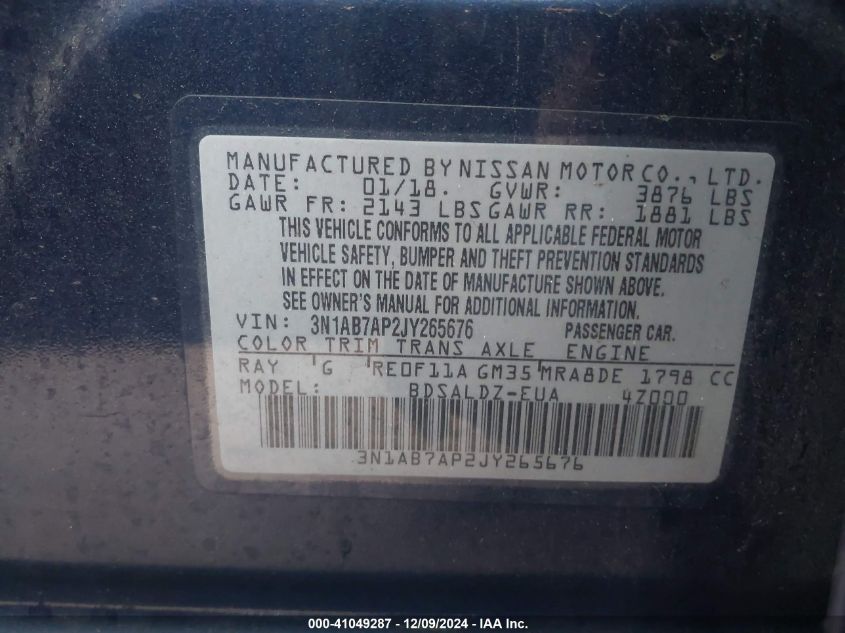 MANUFACTURED BY NISSAN MOTOR CO., LTD.
DATE: 01/18. GVWR: 3876 LBS
GAWR FR: 2143 LBS GAWR RR: 1881 LBS
THIS VEHICLE CONFORMS TO ALL APPLICABLE FEDERAL MOTOR
VEHICLE SAFETY, BUMPER AND THEFT PREVENTION STANDARDS
IN EFFECT ON THE DATE OF MANUFACTURE SHOWN ABOVE.
SEE OWNER'S MANUAL FOR ADDITIONAL INFORMATION.
VIN: 3N1AB7AP2JY265676 PASSENGER CAR.
COLOR TRIM TRANS AXLE ENGINE
RAY G RE0F11A GM35 MRA8DE 1798 CC
MODEL: BDSALDZ-EUA 4Z000
3N1AB7AP2JY265676
000-41049287 - 12/09/2024 - IAA Inc.